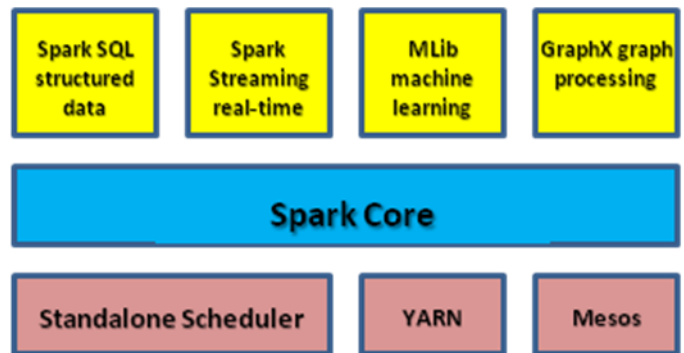 Spark SQL
structured
data
Spark
Streaming
real-time
MLib
machine
learning
GraphX graph
processing
Spark Core
Standalone Scheduler
YARN
Mesos